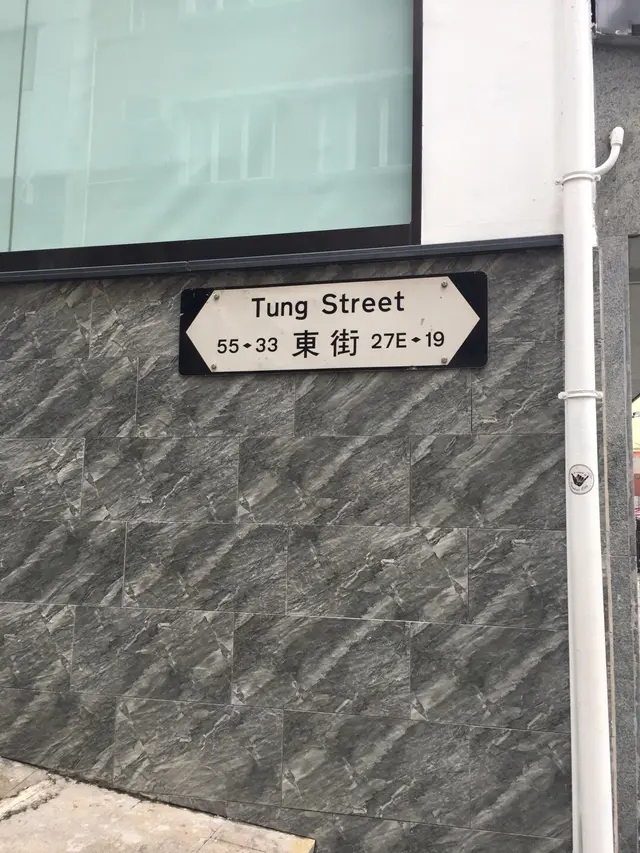 Tung Street
55◆33 東街 27E◆19